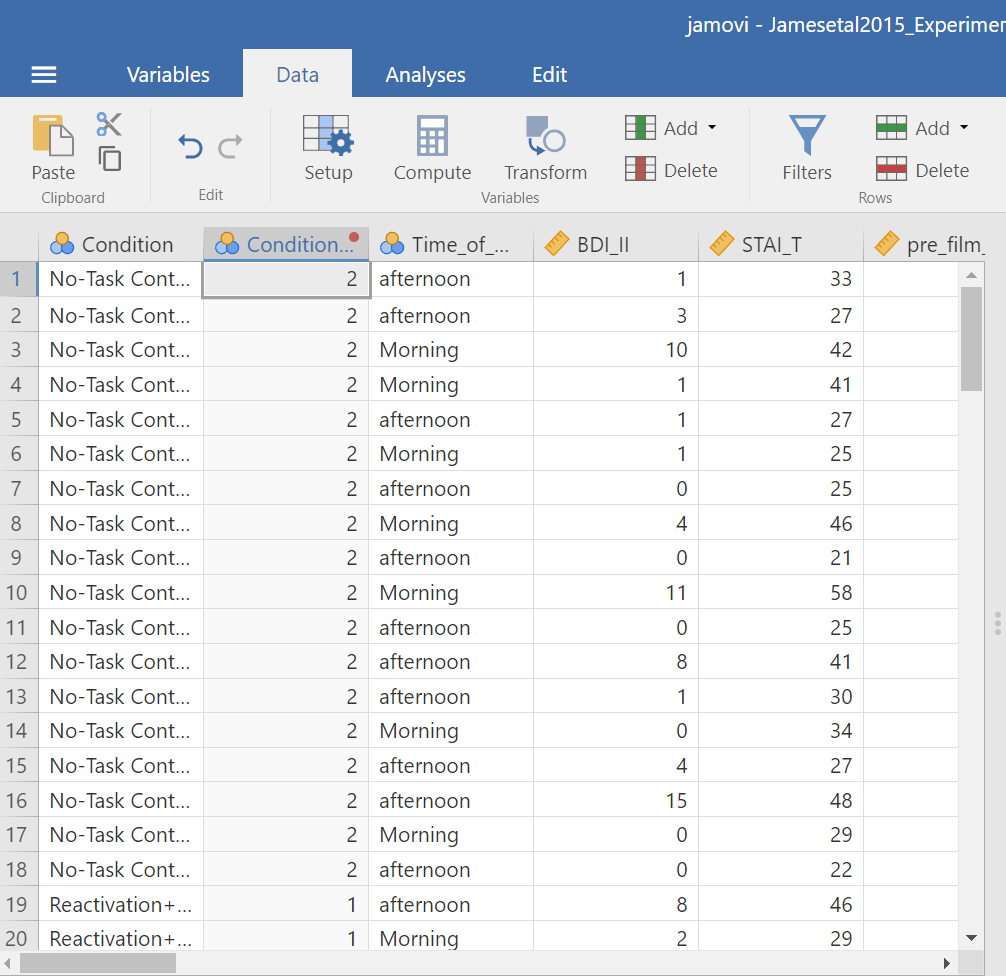 jamovi - Jamesetal2015_Experimen
Variables Data Analyses Edit
Paste
Clipboard
Edit
Setup Compute Transform
Add
Delete
Variables
Filters
Add
Delete
Rows
Condition Condition... Time_of_... BDI_II STAI_T pre_film_
1 No-Task Cont... 2 afternoon 1 33
2 No-Task Cont... 2 afternoon 3 27
3 No-Task Cont... 2 Morning 10 42
4 No-Task Cont... 2 Morning 1 41
5 No-Task Cont... 2 afternoon 1 27
6 No-Task Cont... 2 Morning 1 25
7 No-Task Cont... 2 afternoon 0 25
8 No-Task Cont... 2 Morning 4 46
9 No-Task Cont... 2 afternoon 0 21
10 No-Task Cont... 2 Morning 11 58
11 No-Task Cont... 2 afternoon 0 25
12 No-Task Cont... 2 afternoon 8 41
13 No-Task Cont... 2 afternoon 1 30
14 No-Task Cont... 2 Morning 0 34
15 No-Task Cont... 2 afternoon 4 27
16 No-Task Cont... 2 afternoon 15 48
17 No-Task Cont... 2 Morning 0 29
18 No-Task Cont... 2 afternoon 0 22
19 Reactivation+... 1 afternoon 8 46
20 Reactivation+... 1 Morning 2 29